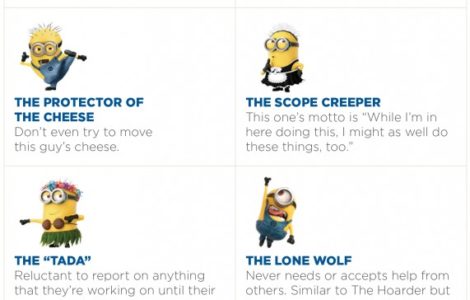 THE PROTECTOR OF
THE CHEESE
Don't even try to move
this guy's cheese.
THE SCOPE CREEPER
This one's motto is “While I'm in
here doing this, I might as well do
these things, too.”
THE “TADA”
Reluctant to report on anything
that they're working on until their
THE LONE WOLF
Never needs or accepts help from
others. Similar to The Hoarder but